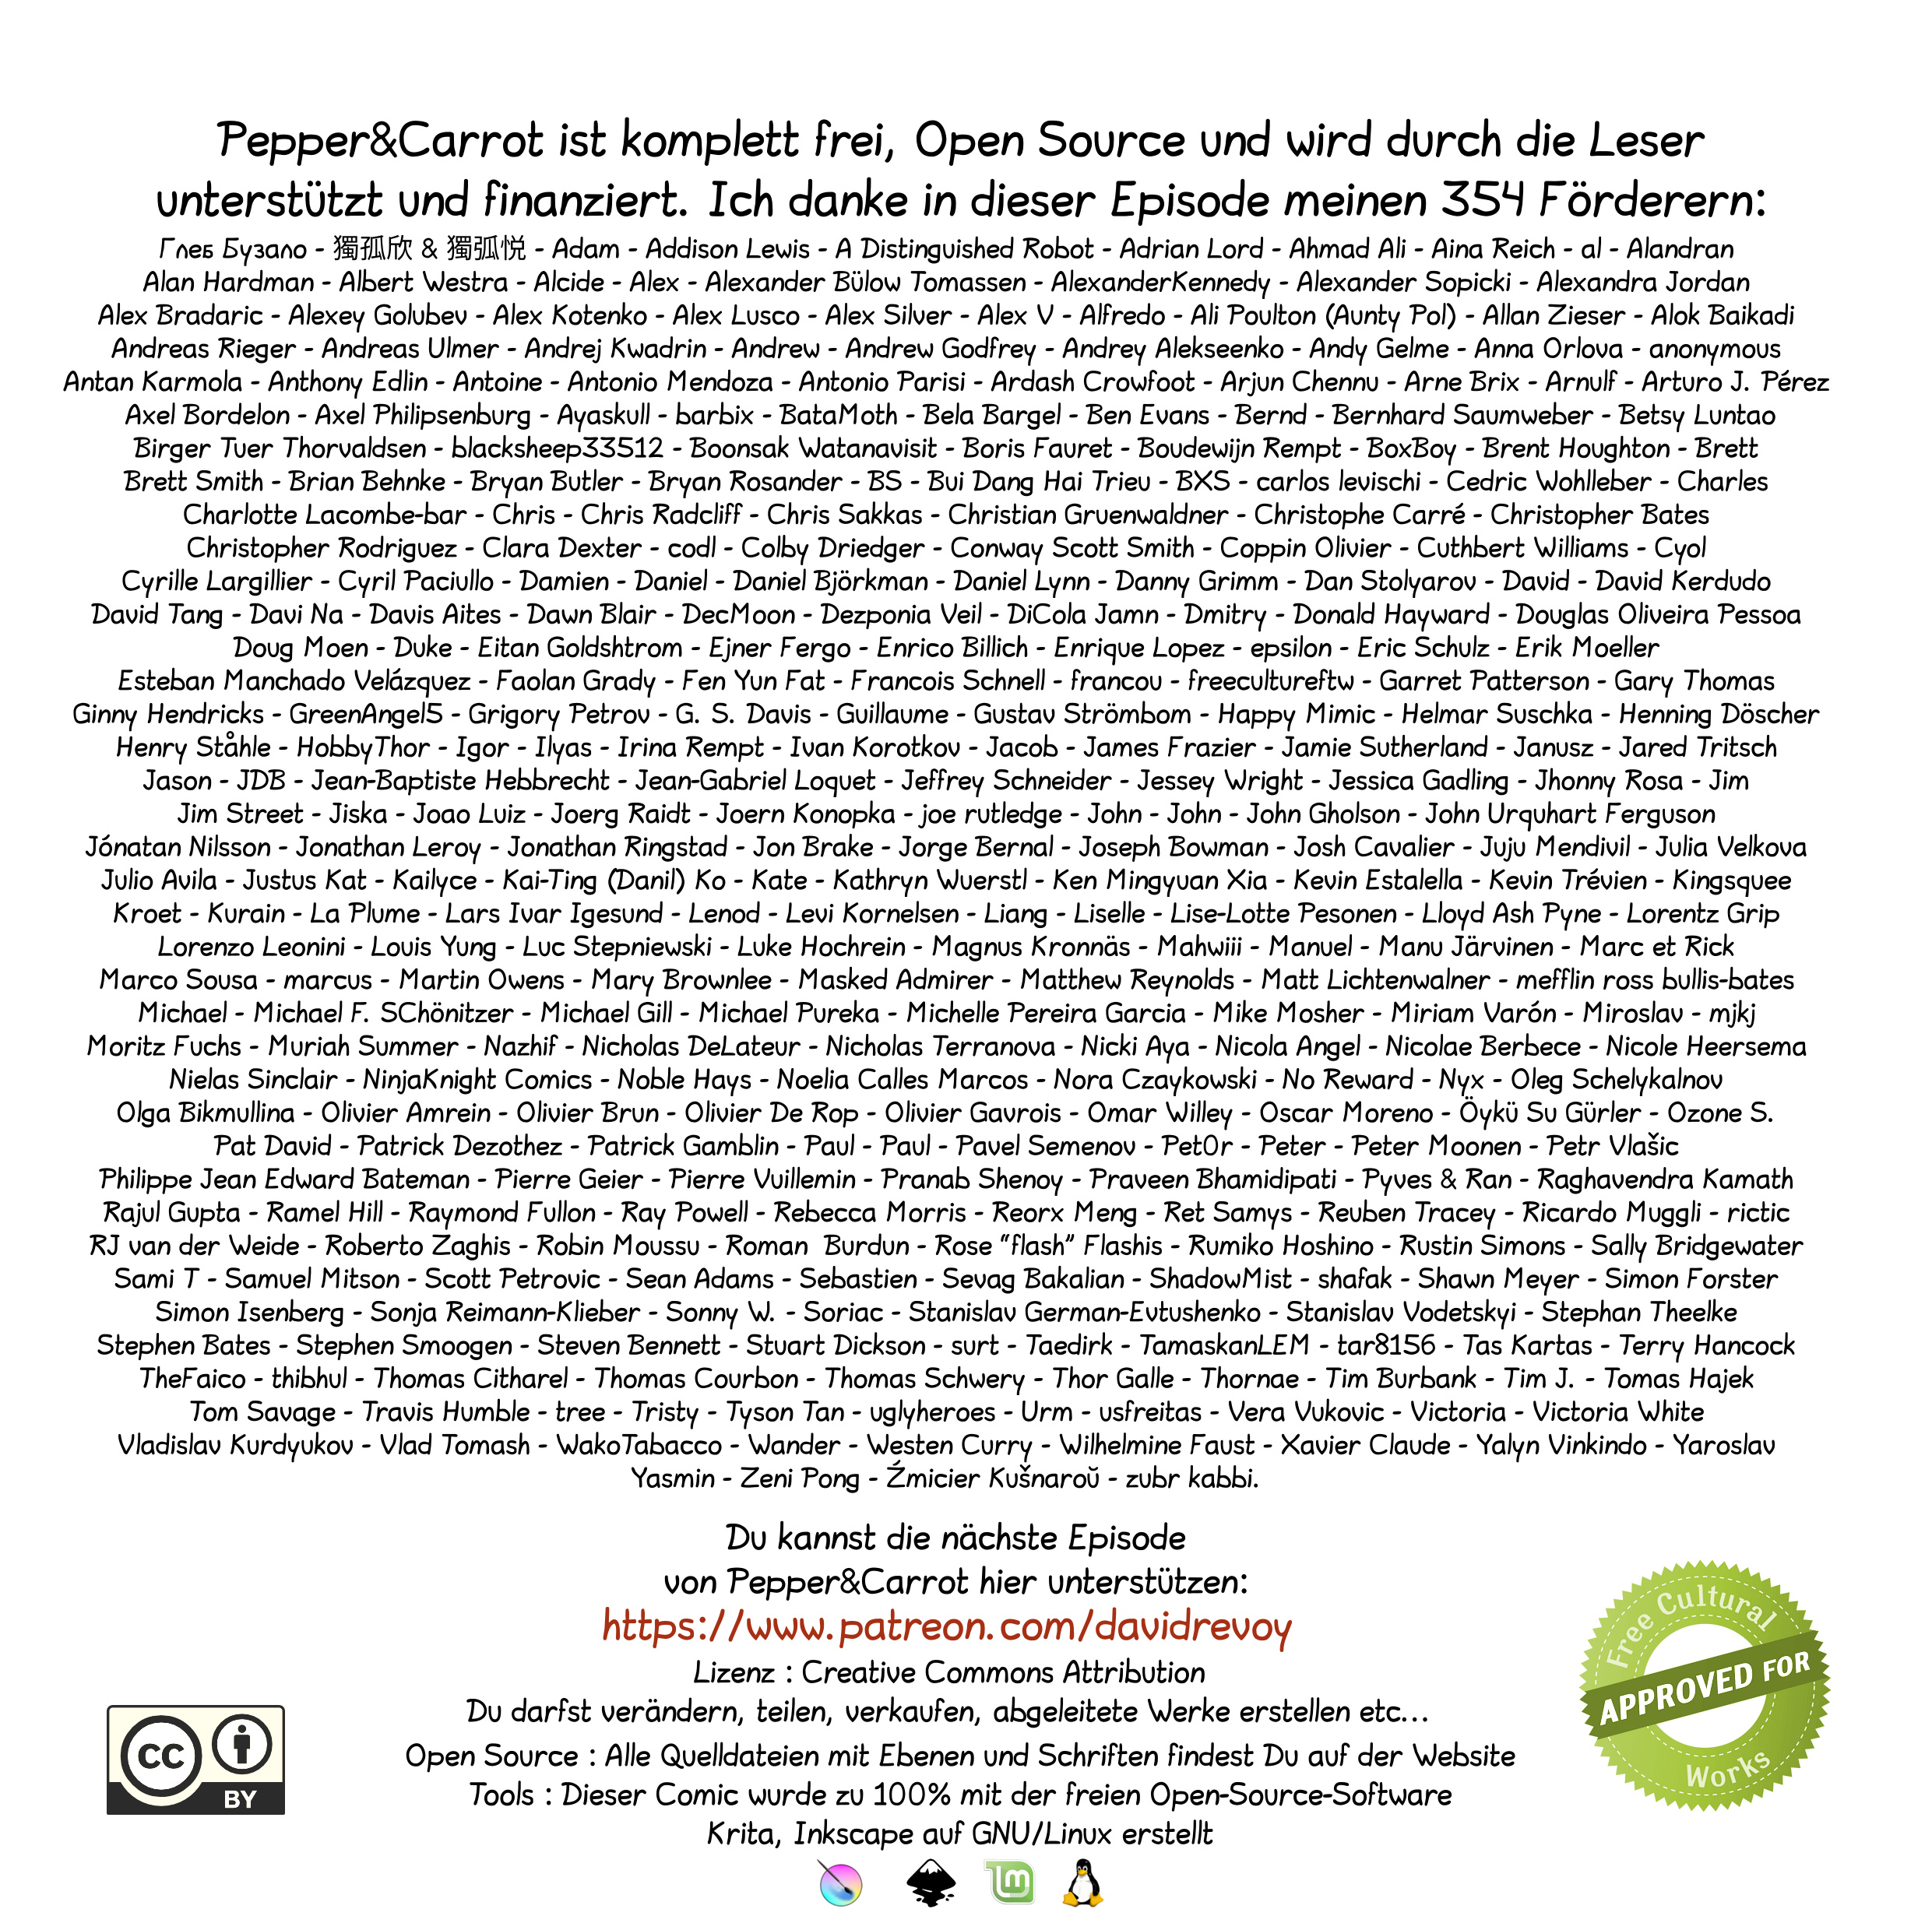 Pepper&Carrot ist komplett frei, Open Source und wird durch die Leser
unterstützt und finanziert. Ich danke in dieser Episode meinen 354 Förderern:
Глеб Бузало - 獨孤欣 & 獨弧悦 - Adam - Addison Lewis - A Distinguished Robot - Adrian Lord - Ahmad Ali - Aina Reich - al - Alandran
Alan Hardman - Albert Westra - Alcide - Alex - Alexander Bülow Tomassen - AlexanderKennedy - Alexander Sopicki - Alexandra Jordan
Alex Bradaric - Alexey Golubev - Alex Kotenko - Alex Lusco - Alex Silver - Alex V - Alfredo - Ali Poulton (Aunty Pol) - Allan Zieser - Alok Baikadi
Andreas Rieger - Andreas Ulmer - Andrej Kwadrin - Andrew - Andrew Godfrey - Andrey Alekseenko - Andy Gelme - Anna Orlova - anonymous
Antan Karmola - Anthony Edlin - Antoine - Antonio Mendoza - Antonio Parisi - Ardash Crowfoot - Arjun Chennu - Arne Brix - Arnulf - Arturo J. Pérez
Axel Bordelon - Axel Philipsenburg - Ayaskull - barbix - BataMoth - Bela Bargel - Ben Evans - Bernd - Bernhard Saumweber - Betsy Luntao
Birger Tuer Thorvaldsen - blacksheep33512 - Boonsak Watanavisit - Boris Fauret - Boudewijn Rempt - BoxBoy - Brent Houghton - Brett
Brett Smith - Brian Behnke - Bryan Butler - Bryan Rosander - BS - Bui Dang Hai Trieu - BXS - carlos levischi - Cedric Wohlleber - Charles
Charlotte Lacombe-bar - Chris - Chris Radcliff - Chris Sakkas - Christian Gruenwaldner - Christophe Carré - Christopher Bates
Christopher Rodriguez - Clara Dexter - codl - Colby Driedger - Conway Scott Smith - Coppin Olivier - Cuthbert Williams - Cyol
Cyrille Largillier - Cyril Paciullo - Damien - Daniel - Daniel Björkman - Daniel Lynn - Danny Grimm - Dan Stolyarov - David - David Kerdudo
David Tang - Davi Na - Davis Aites - Dawn Blair - DecMoon - Dezponia Veil - DiCola Jamn - Dmitry - Donald Hayward - Douglas Oliveira Pessoa
Doug Moen - Duke - Eitan Goldshtrom - Ejner Fergo - Enrico Billich - Enrique Lopez - epsilon - Eric Schulz - Erik Moeller
Esteban Manchado Velázquez - Faolan Grady - Fen Yun Fat - Francois Schnell - francou - freecultureftw - Garret Patterson - Gary Thomas
Ginny Hendricks - GreenAngel5 - Grigory Petrov - G. S. Davis - Guillaume - Gustav Strömbom - Happy Mimic - Helmar Suschka - Henning Döscher
Henry Ståhle - HobbyThor - Igor - Ilyas - Irina Rempt - Ivan Korotkov - Jacob - James Frazier - Jamie Sutherland - Janusz - Jared Tritsch
Jason - JDB - Jean-Baptiste Hebbrecht - Jean-Gabriel Loquet - Jeffrey Schneider - Jessey Wright - Jessica Gadling - Jhonny Rosa - Jim
Jim Street - Jiska - Joao Luiz - Joerg Raidt - Joern Konopka - joe rutledge - John - John - John Gholson - John Urquhart Ferguson
Jónatan Nilsson - Jonathan Leroy - Jonathan Ringstad - Jon Brake - Jorge Bernal - Joseph Bowman - Josh Cavalier - Juju Mendivil - Julia Velkova
Julio Avila - Justus Kat - Kailyce - Kai-Ting (Danil) Ko - Kate - Kathryn Wuerstl - Ken Mingyuan Xia - Kevin Estalella - Kevin Trévien - Kingsquee
Kroet - Kurain - La Plume - Lars Ivar Igesund - Lenod - Levi Kornelsen - Liang - Liselle - Lise-Lotte Pesonen - Lloyd Ash Pyne - Lorentz Grip
Lorenzo Leonini - Louis Yung - Luc Stepniewski - Luke Hochrein - Magnus Kronnäs - Mahwiii - Manuel - Manu Järvinen - Marc et Rick
Marco Sousa - marcus - Martin Owens - Mary Brownlee - Masked Admirer - Matthew Reynolds - Matt Lichtenwalner - mefflin ross bullis-bates
Michael - Michael F. SChönitzer - Michael Gill - Michael Pureka - Michelle Pereira Garcia - Mike Mosher - Miriam Varón - Miroslav - mjkj
Moritz Fuchs - Muriah Summer - Nazhif - Nicholas DeLateur - Nicholas Terranova - Nicki Aya - Nicola Angel - Nicolae Berbece - Nicole Heersema
Nielas Sinclair - NinjaKnight Comics - Noble Hays - Noelia Calles Marcos - Nora Czaykowski - No Reward - Nyx - Oleg Schelykalnov
Olga Bikmullina - Olivier Amrein - Olivier Brun - Olivier De Rop - Olivier Gavrois - Omar Willey - Oscar Moreno - Öykü Su Gürler - Ozone S.
Pat David - Patrick Dezothez - Patrick Gamblin - Paul - Paul - Pavel Semenov - Pet0r - Peter - Peter Moonen - Petr Vlašic
Philippe Jean Edward Bateman - Pierre Geier - Pierre Vuillemin - Pranab Shenoy - Praveen Bhamidipati - Pyves & Ran - Raghavendra Kamath
Rajul Gupta - Ramel Hill - Raymond Fullon - Ray Powell - Rebecca Morris - Reorx Meng - Ret Samys - Reuben Tracey - Ricardo Muggli - rictic
RJ van der Weide - Roberto Zaghis - Robin Moussu - Roman  Burdun - Rose “flash” Flashis - Rumiko Hoshino - Rustin Simons - Sally Bridgewater
Sami T - Samuel Mitson - Scott Petrovic - Sean Adams - Sebastien - Sevag Bakalian - ShadowMist - shafak - Shawn Meyer - Simon Forster
Simon Isenberg - Sonja Reimann-Klieber - Sonny W. - Soriac - Stanislav German-Evtushenko - Stanislav Vodetskyi - Stephan Theelke
Stephen Bates - Stephen Smoogen - Steven Bennett - Stuart Dickson - surt - Taedirk - TamaskanLEM - tar8156 - Tas Kartas - Terry Hancock
TheFaico - thibhul - Thomas Citharel - Thomas Courbon - Thomas Schwery - Thor Galle - Thornae - Tim Burbank - Tim J. - Tomas Hajek
Tom Savage - Travis Humble - tree - Tristy - Tyson Tan - uglyheroes - Urm - usfreitas - Vera Vukovic - Victoria - Victoria White
Vladislav Kurdyukov - Vlad Tomash - WakoTabacco - Wander - Westen Curry - Wilhelmine Faust - Xavier Claude - Yalyn Vinkindo - Yaroslav
Yasmin - Zeni Pong - Źmicier Kušnaroŭ - zubr kabbi.
Du kannst die nächste Episode
von Pepper&Carrot hier unterstützen:
https://www.patreon.com/davidrevoy
Lizenz : Creative Commons Attribution
Du darfst verändern, teilen, verkaufen, abgeleitete Werke erstellen etc...
Open Source : Alle Quelldateien mit Ebenen und Schriften findest Du auf der Website
Tools : Dieser Comic wurde zu 100% mit der freien Open-Source-Software
Krita, Inkscape auf GNU/Linux erstellt
CC
BY
Free Cultural
APPROVED FOR
Works
lm